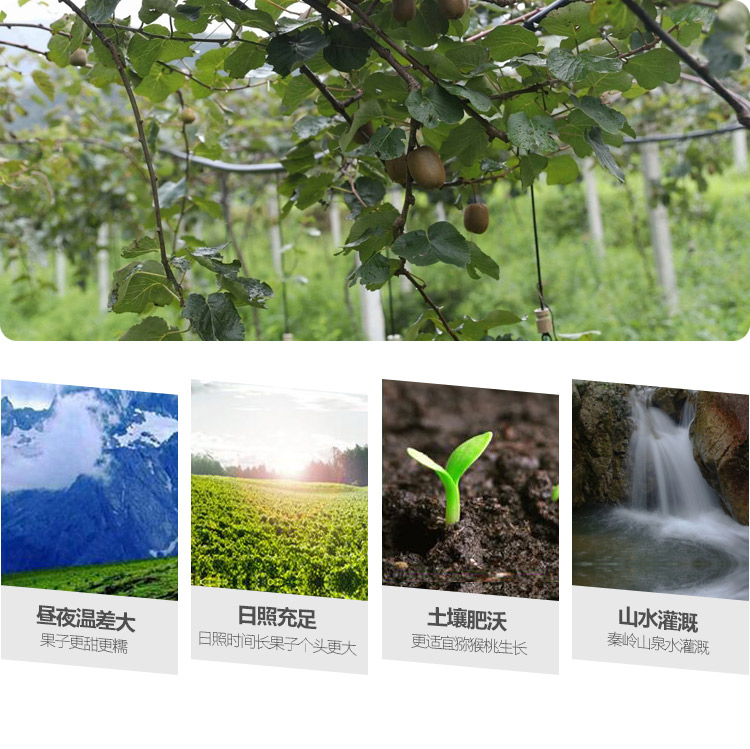 昼夜温差大
果子更甜更糯
日照充足
日照时间长果子个头更大
土壤肥沃
更适宜猕猴桃生长
山水灌溉
秦岭山泉水灌溉